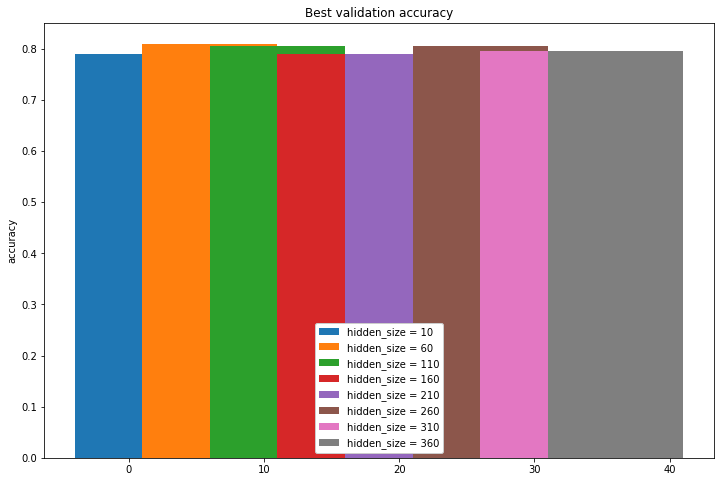 Best validation accuracy
accuracy
0.8
0.7
0.6
0.5
0.4
0.3
0.2
0.1
0.0
hidden_size = 10
hidden_size = 60
hidden_size = 110
hidden_size = 160
hidden_size = 210
hidden_size = 260
hidden_size = 310
hidden_size = 360
0 10 20 30 40